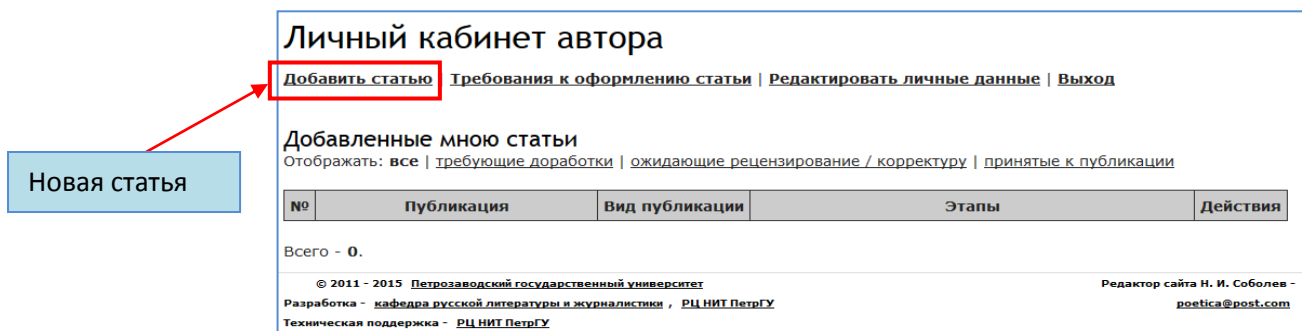 Личный кабинет автора
Добавить статью | Требования к оформлению статьи | Редактировать личные данные | Выход
Добавленные мною статьи
Отображать: все | требующие доработки | ожидающие рецензирование / корректуру | принятые к публикации
Новая статья
№ Публикация Вид публикации Этапы Действия
Всего - 0.
© 2011 - 2015 Петрозаводский государственный университет Редактор сайта Н. И. Соболев -
Разработка - кафедра русской литературы и журналистики , РЦ НИТ ПетрГУ poetica@post.com
Техническая поддержка - РЦ НИТ ПетрГУ